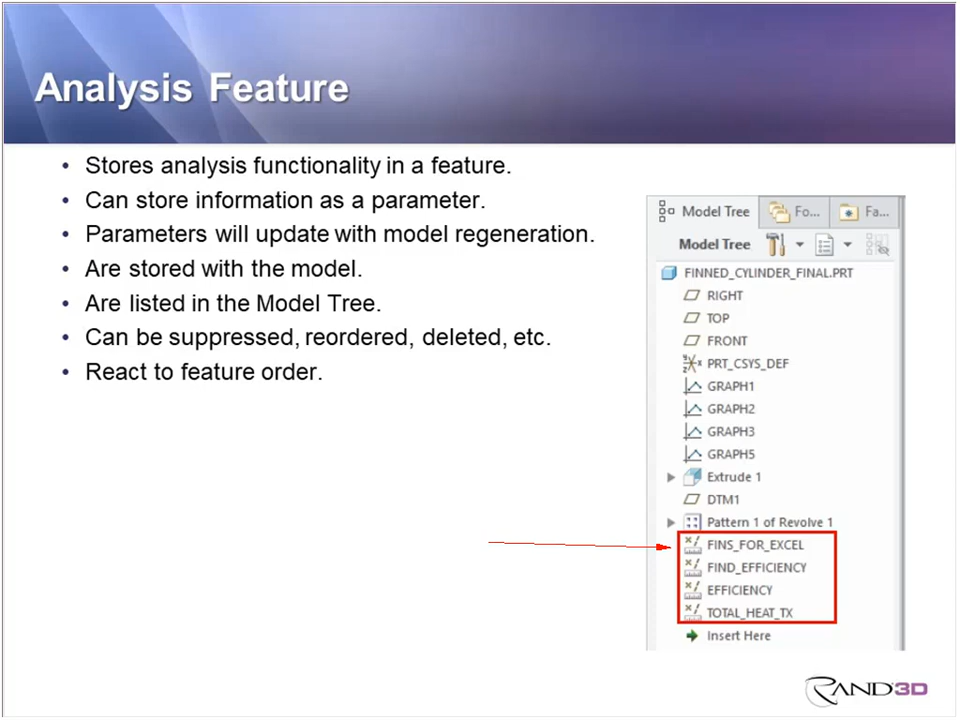 Analysis Feature
• Stores analysis functionality in a feature.
• Can store information as a parameter.
• Parameters will update with model regeneration.
• Are stored with the model.
• Are listed in the Model Tree.
• Can be suppressed, reordered, deleted, etc.
• React to feature order.
Model Tree Fo... Fa...
Model Tree
FINNED_CYLINDER_FINAL.PRT
RIGHT
TOP
FRONT
PRT_CSYS_DEF
GRAPH1
GRAPH2
GRAPH3
GRAPH5
Extrude 1
DTM1
Pattern 1 of Revolve 1
FINS_FOR_EXCEL
FIND_EFFICIENCY
EFFICIENCY
TOTAL_HEAT_TX
Insert Here
RAND3D